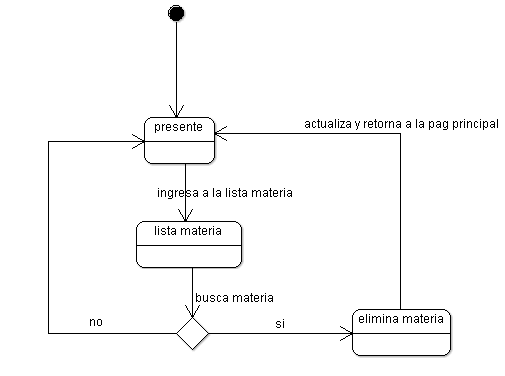 presente
actualiza y retorna a la pag principal
ingresa a la lista materia
lista materia
busca materia
no
si
elimina materia